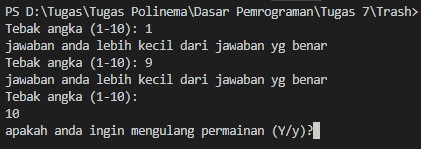 PS D:\Tugas\Tugas Polinema\Dasar Pemrograman\Tugas 7\Trash>
Tebak angka (1-10): 1
jawaban anda lebih kecil dari jawaban yg benar
Tebak angka (1-10): 9
jawaban anda lebih kecil dari jawaban yg benar
Tebak angka (1-10):
10
apakah anda ingin mengulang permainan (Y/y)?